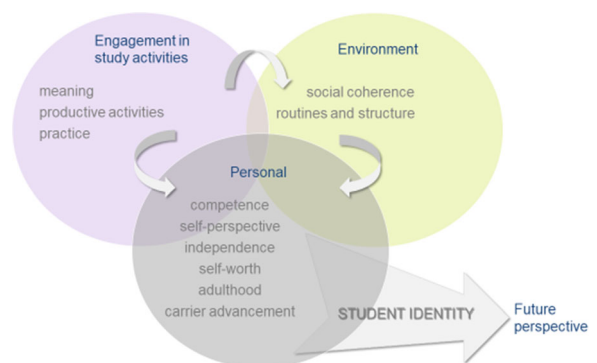 Engagement in
study activities
meaning
productive activities
practice
Environment
social coherence
routines and structure
Personal
competence
self-perspective
independence
self-worth
adulthood
carrier advancement
STUDENT IDENTITY
Future
perspective